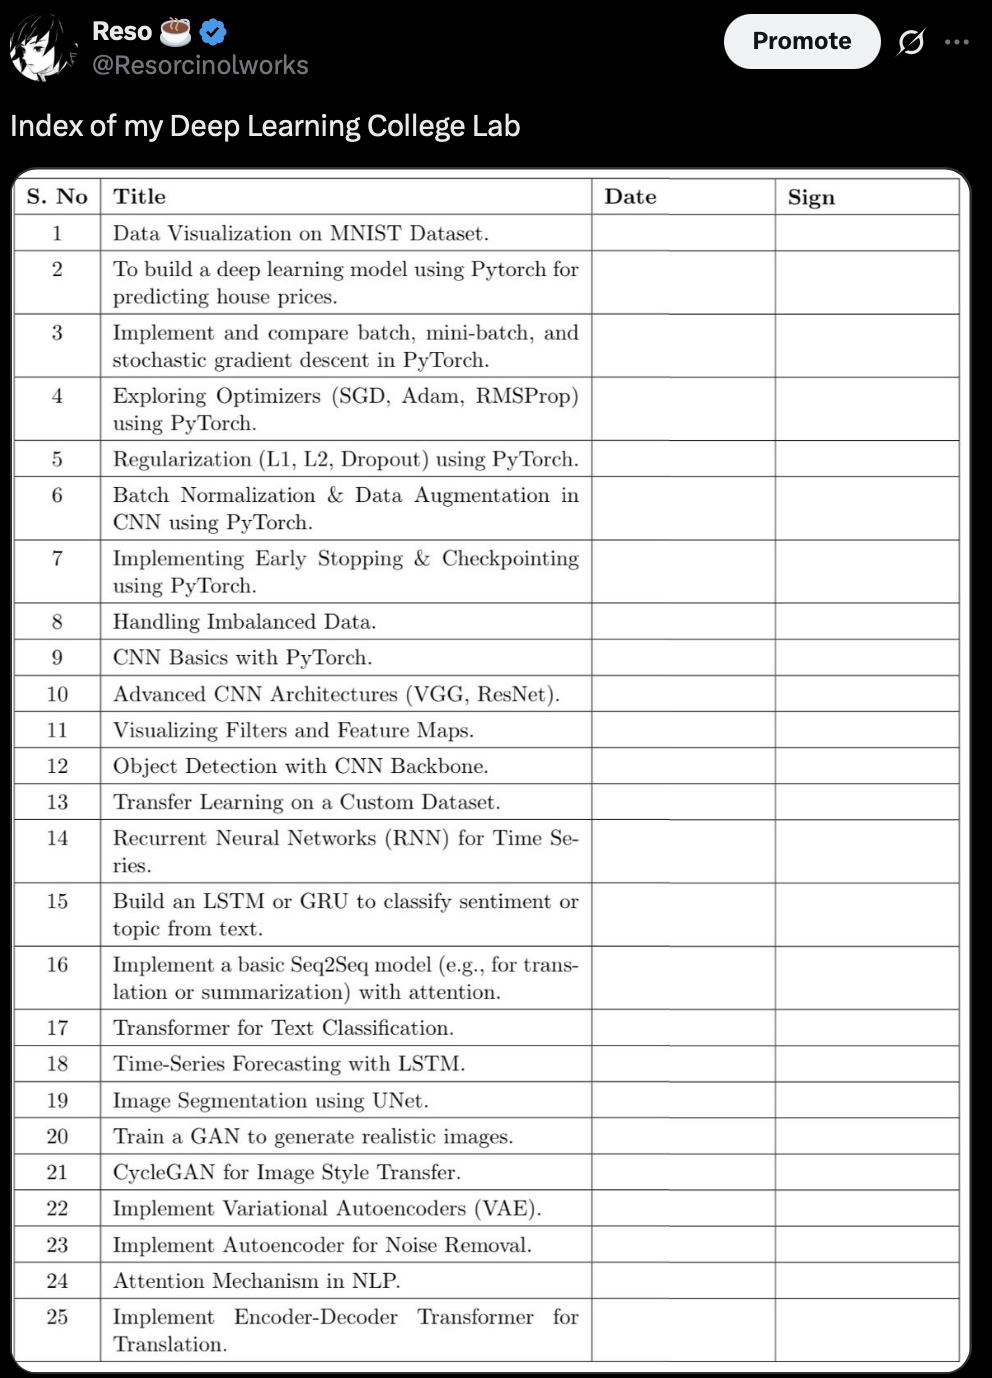 Reso ☕
@Resorcinolworks
Promote
Index of my Deep Learning College Lab
S. No Title Date Sign
1 Data Visualization on MNIST Dataset.
2 To build a deep learning model using Pytorch for
predicting house prices.
3 Implement and compare batch, mini-batch, and
stochastic gradient descent in PyTorch.
4 Exploring Optimizers (SGD, Adam, RMSProp)
using PyTorch.
5 Regularization (L1, L2, Dropout) using PyTorch.
6 Batch Normalization & Data Augmentation in
CNN using PyTorch.
7 Implementing Early Stopping & Checkpointing
using PyTorch.
8 Handling Imbalanced Data.
9 CNN Basics with PyTorch.
10 Advanced CNN Architectures (VGG, ResNet).
11 Visualizing Filters and Feature Maps.
12 Object Detection with CNN Backbone.
13 Transfer Learning on a Custom Dataset.
14 Recurrent Neural Networks (RNN) for Time Se-
ries.
15 Build an LSTM or GRU to classify sentiment or
topic from text.
16 Implement a basic Seq2Seq model (e.g., for trans-
lation or summarization) with attention.
17 Transformer for Text Classification.
18 Time-Series Forecasting with LSTM.
19 Image Segmentation using UNet.
20 Train a GAN to generate realistic images.
21 CycleGAN for Image Style Transfer.
22 Implement Variational Autoencoders (VAE).
23 Implement Autoencoder for Noise Removal.
24 Attention Mechanism in NLP.
25 Implement Encoder-Decoder Transformer for
Translation.